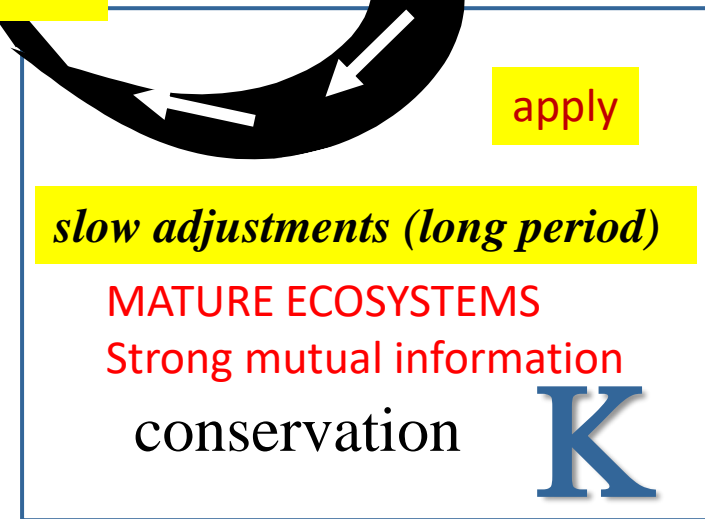 apply
slow adjustments (long period)
MATURE ECOSYSTEMS
Strong mutual information
conservation K